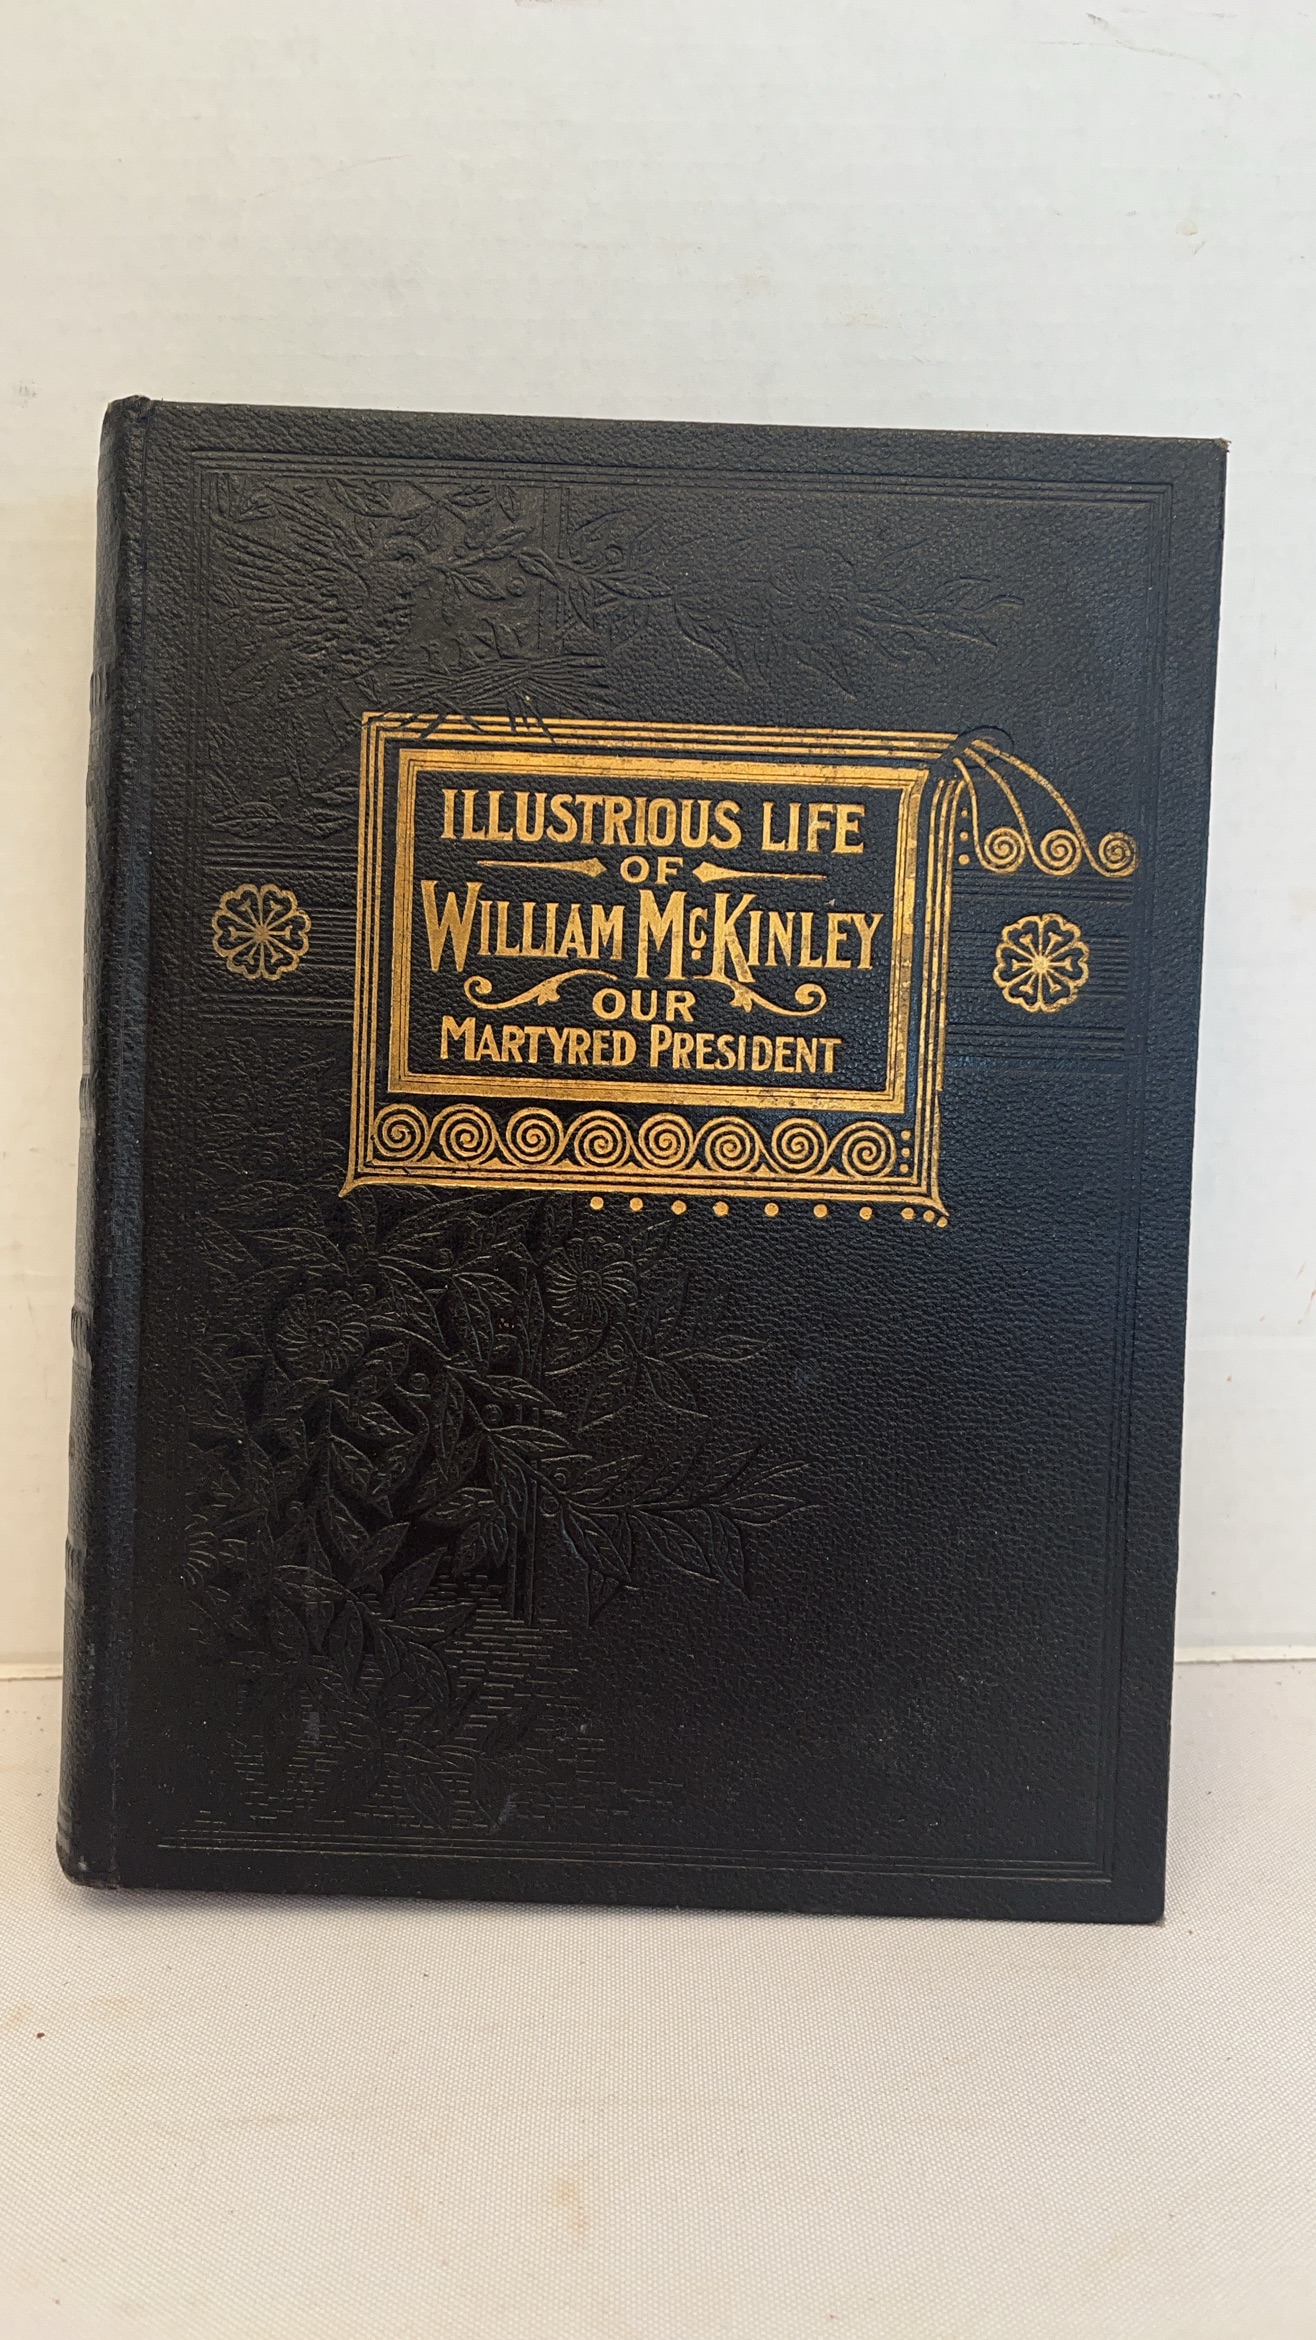 ILLUSTRIOUS LIFE
OF
WILLIAM McKINLEY
OUR
MARTYRED PRESIDENT